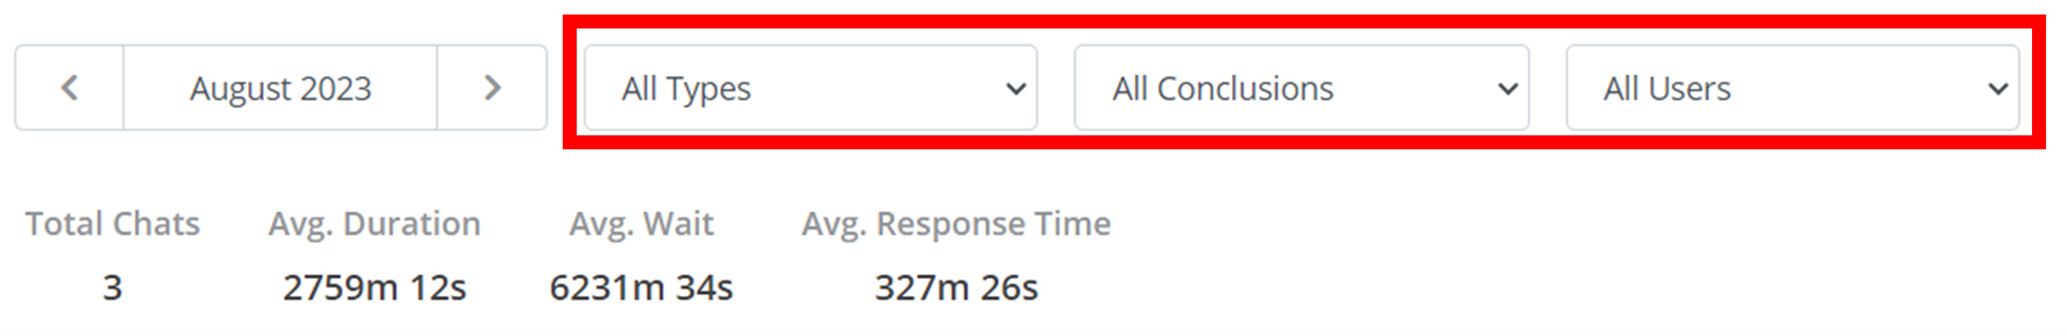 August 2023 All Types All Conclusions All Users
Total Chats Avg. Duration Avg. Wait Avg. Response Time
3 2759m 12s 6231m 34s 327m 26s